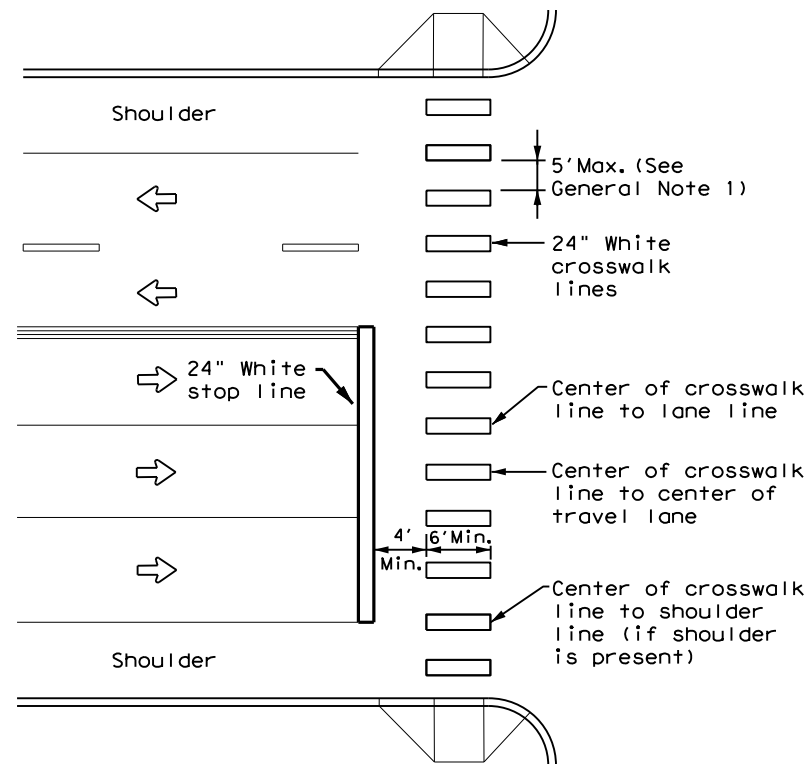 Shoulder
5' Max. (See
General Note 1)
24" White
crosswalk
lines
24" White
stop line
Center of crosswalk
line to lane line
Center of crosswalk
line to center of
travel lane
4'
Min.
6' Min.
Center of crosswalk
line to shoulder
line (if shoulder
is present)
Shoulder